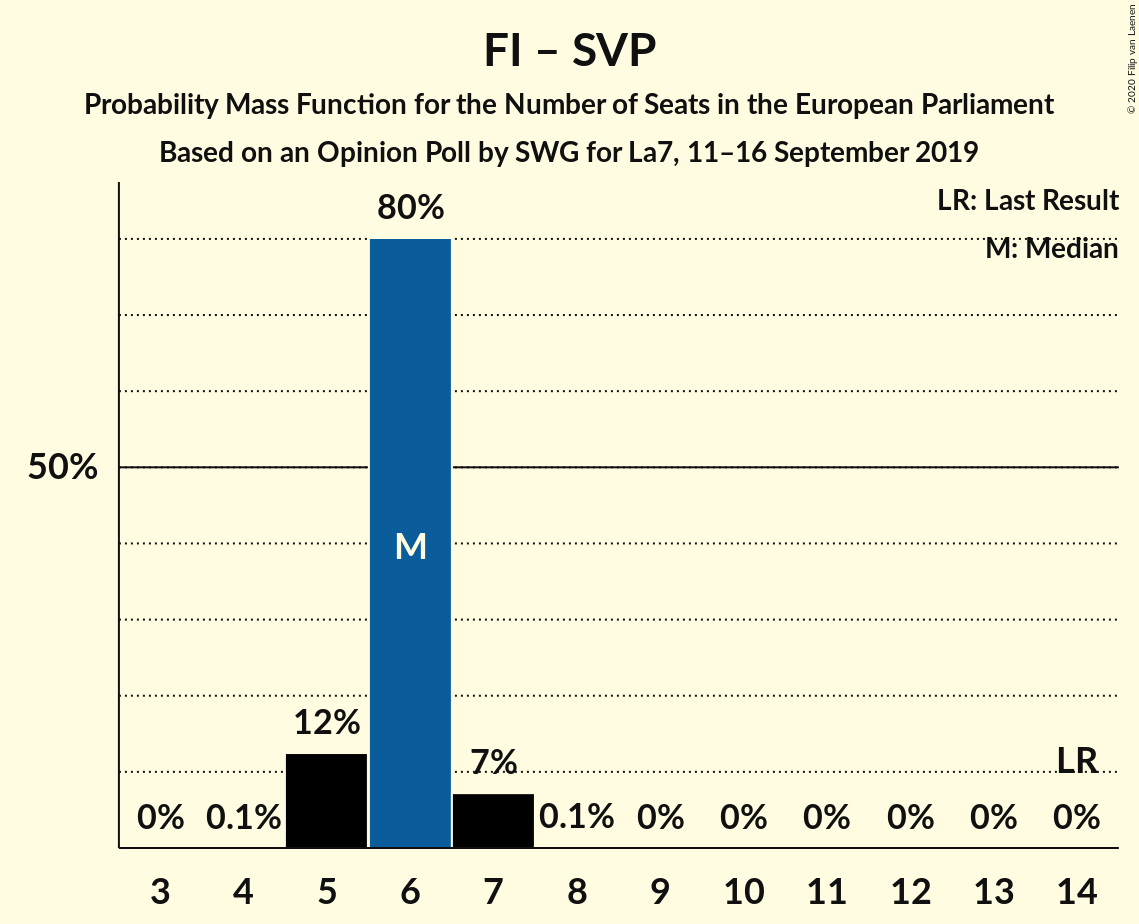 FI – SVP
Probability Mass Function for the Number of Seats in the European Parliament
Based on an Opinion Poll by SWG for La7, 11–16 September 2019
© 2020 Filip van Laenen
LR: Last Result
M: Median
80%
50%
M
12%
7%
LR
0% 0.1% 0.1% 0% 0% 0% 0% 0% 0%
3 4 5 6 7 8 9 10 11 12 13 14